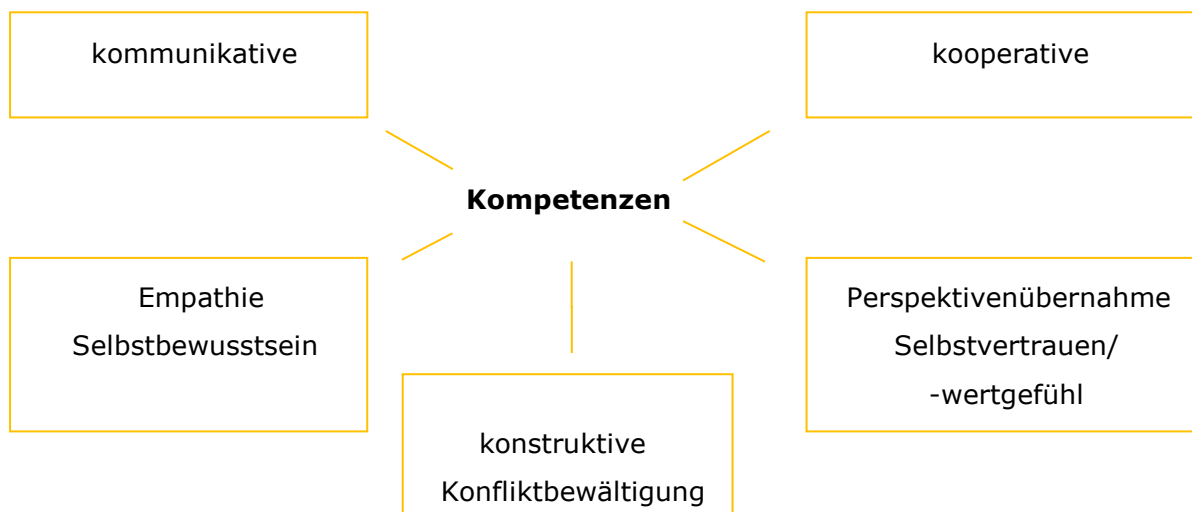 kommunikative
kooperative
Kompetenzen
Empathie
Selbstbewusstsein
Perspektivenübernahme
Selbstvertrauen/
-wertgefühl
konstruktive
Konfliktbewältigung